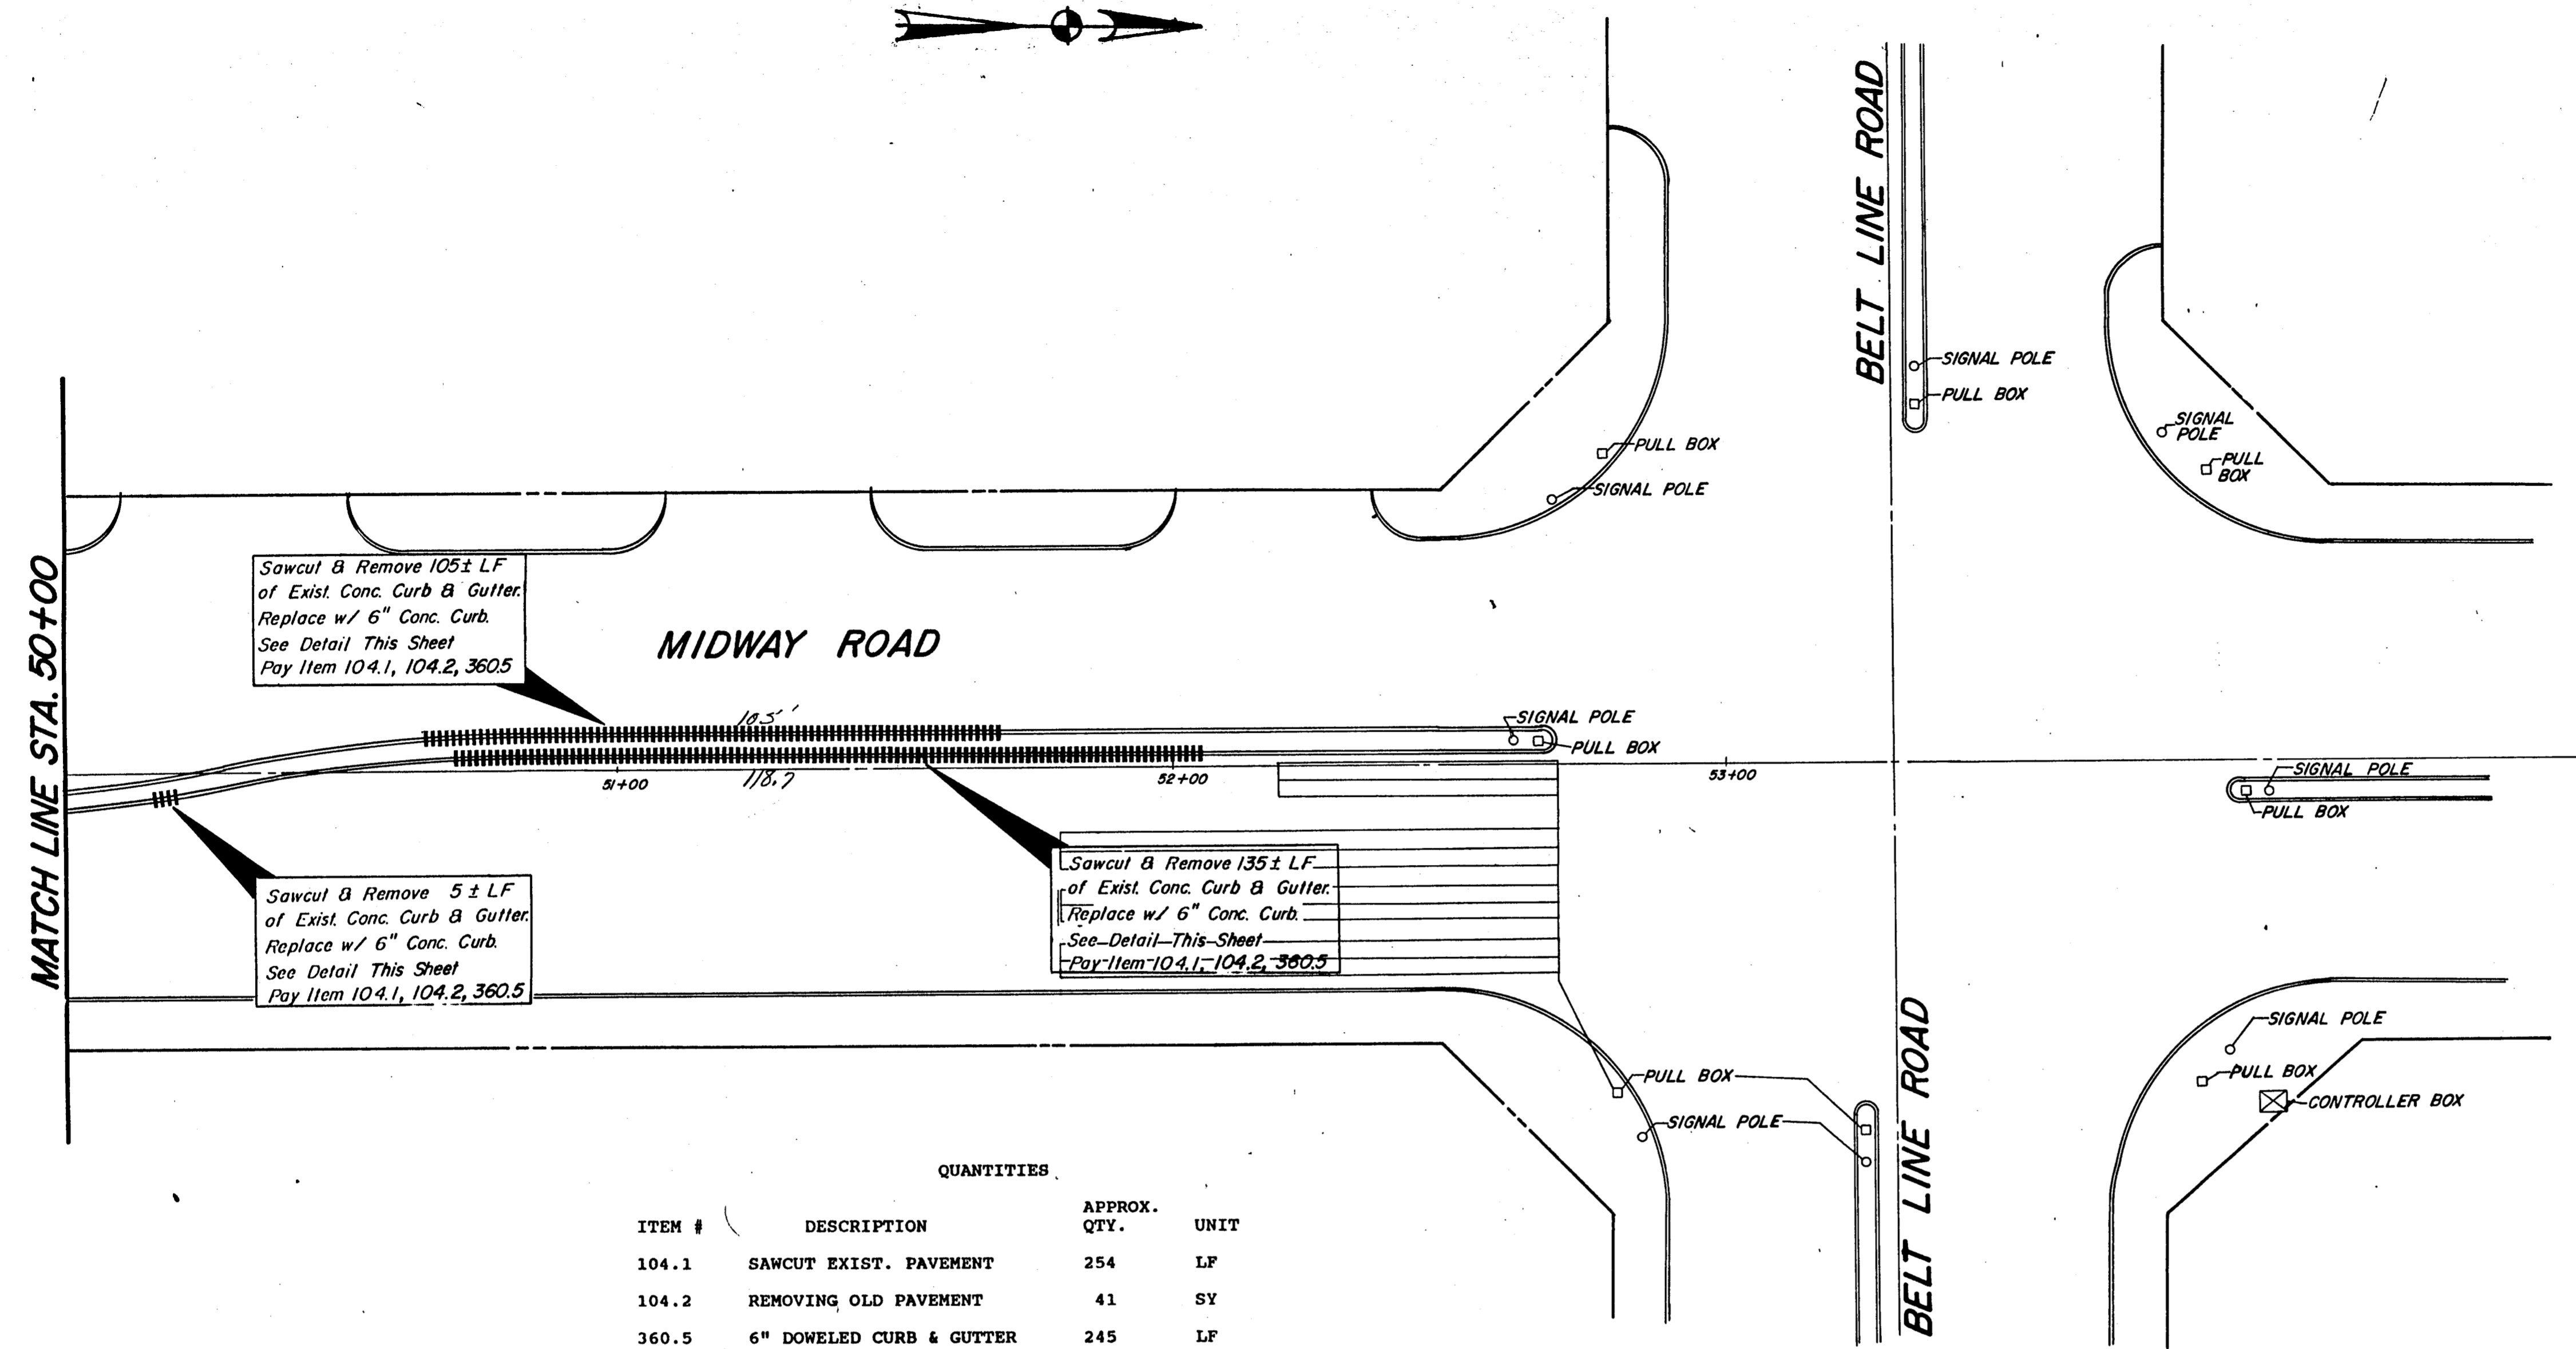 BELT LINE ROAD
SIGNAL POLE
PULL BOX
SIGNAL
POLE
PULL
BOX
PULL BOX
SIGNAL POLE
MATCH LINE STA. 50+00
Sawcut & Remove 105± LF
of Exist. Conc. Curb & Gutter.
Replace w/ 6" Conc. Curb.
See Detail This Sheet
Pay Item 104.1, 104.2, 360.5
MIDWAY ROAD
105'
SIGNAL POLE
PULL BOX
51+00
118.7
52+00
53+00
SIGNAL POLE
PULL BOX
Sawcut & Remove 135± LF
of Exist. Conc. Curb & Gutter.
Replace w/ 6" Conc. Curb.
See Detail This Sheet
Pay Item 104.1, 104.2, 360.5
Sawcut & Remove 5± LF
of Exist. Conc. Curb & Gutter.
Replace w/ 6" Conc. Curb.
See Detail This Sheet
Pay Item 104.1, 104.2, 360.5
BELT LINE ROAD
SIGNAL POLE
PULL BOX
CONTROLLER BOX
PULL BOX
SIGNAL POLE
QUANTITIES
ITEM # DESCRIPTION APPROX. QTY. UNIT
104.1 SAWCUT EXIST. PAVEMENT 254 LF
104.2 REMOVING OLD PAVEMENT 41 SY
360.5 6" DOWELED CURB & GUTTER 245 LF